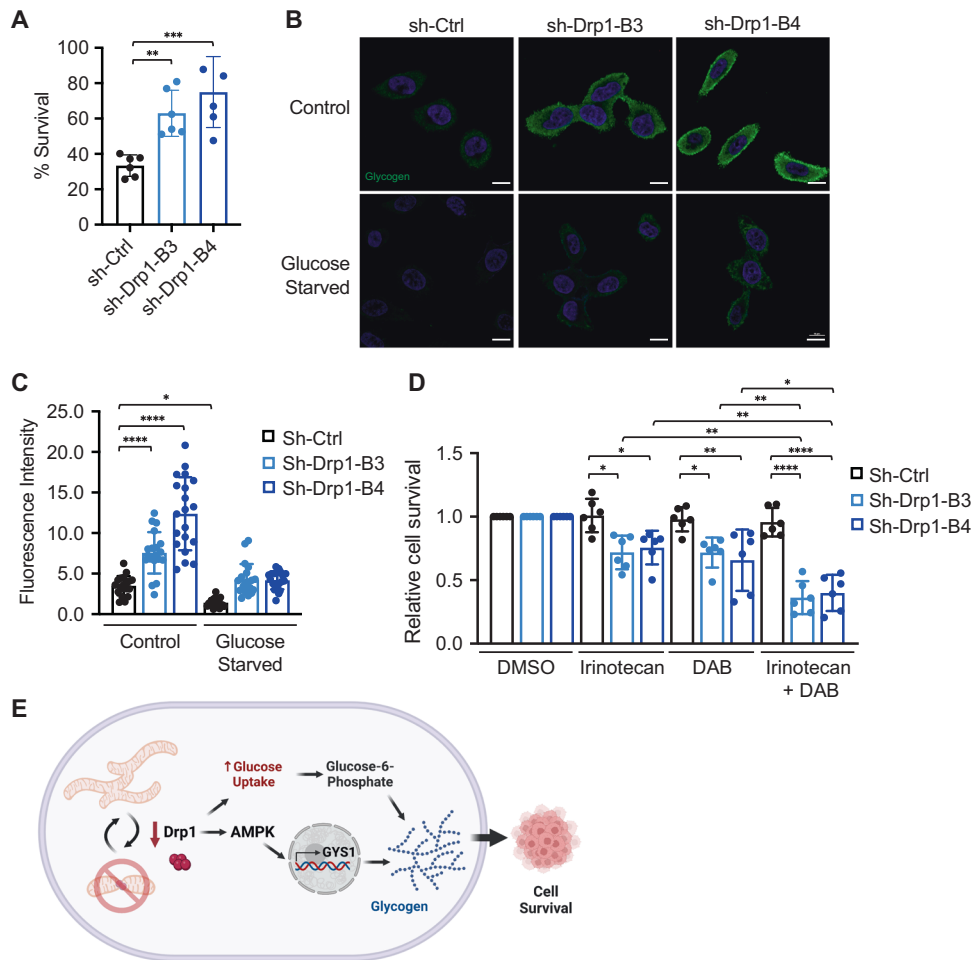 A
**
***
100
80
60
40
20
0
% Survival
sh-Ctrl
sh-Drp1-B3
sh-Drp1-B4
B
sh-Ctrl
sh-Drp1-B3
sh-Drp1-B4
Control
Glycogen
Glucose
Starved
C
*
****
****
25.0
20.0
15.0
10.0
5.0
0.0
Fluorescence Intensity
Sh-Ctrl
Sh-Drp1-B3
Sh-Drp1-B4
Control
Glucose
Starved
D
*
**
**
**
*
*
**
*
****
****
1.5
1.0
0.5
0.0
Relative cell survival
Sh-Ctrl
Sh-Drp1-B3
Sh-Drp1-B4
DMSO
Irinotecan
DAB
Irinotecan
+ DAB
E
↑Glucose
Uptake
Glucose-6-
Phosphate
Drp1
AMPK
GYS1
Glycogen
Cell
Survival